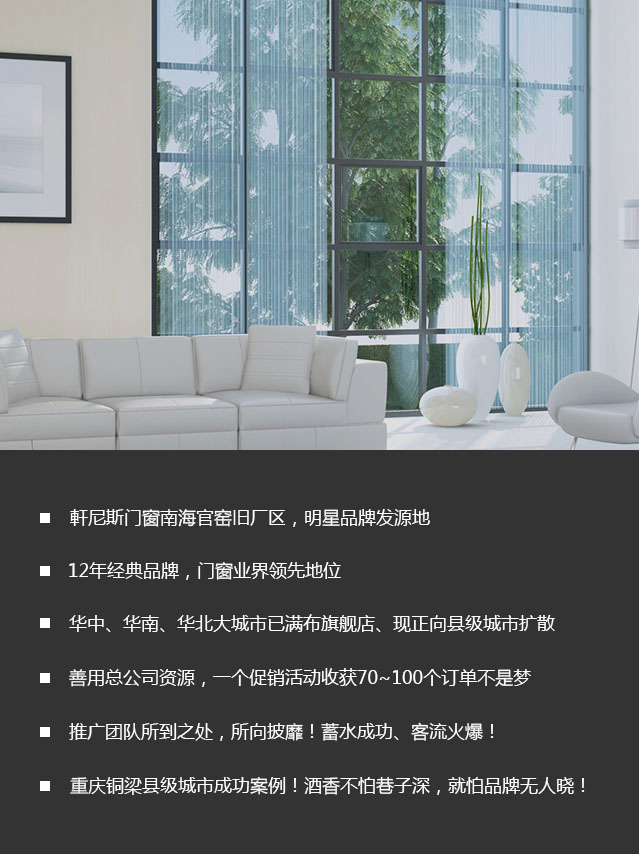 軒尼斯门窗南海官窑旧厂区，明星品牌发源地
12年经典品牌，门窗业界领先地位
华中、华南、华北大城市已满布旗舰店、现正向县级城市扩散
善用总公司资源，一个促销活动收获70~100个订单不是梦
推广团队所到之处，所向披靡！蓄水成功、客流火爆！
重庆铜梁县级城市成功案例！酒香不怕巷子深，就怕品牌无人晓！